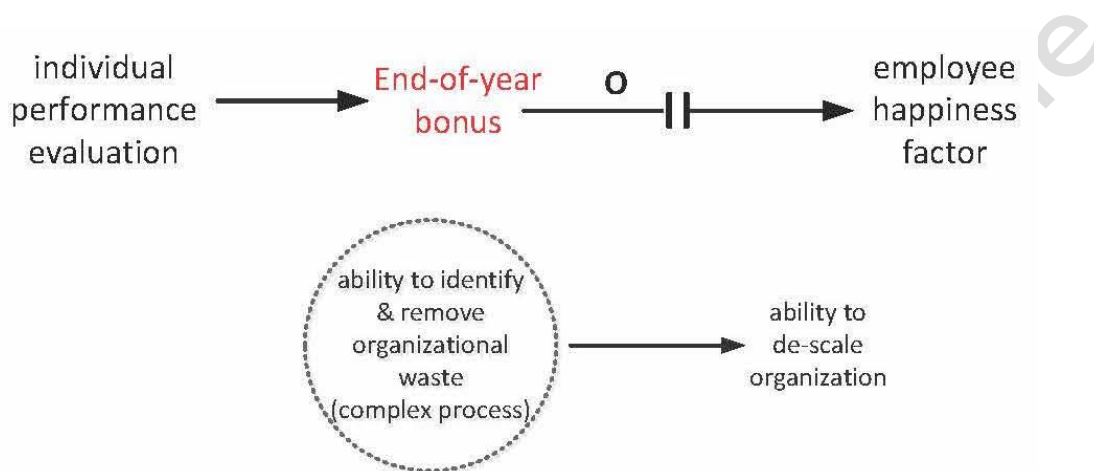 individual
performance
evaluation
End-of-year
bonus
O
employee
happiness
factor
ability to identify
& remove
organizational
waste
(complex process)
ability to
de-scale
organization